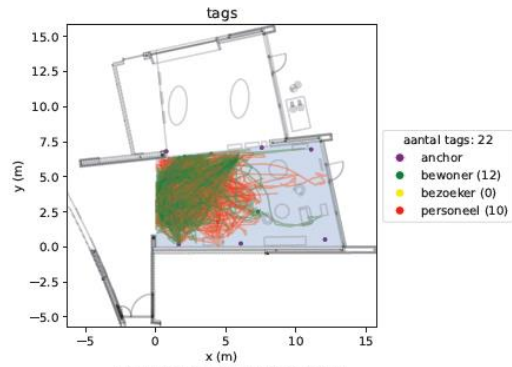 tags
15.0
12.5
10.0
7.5
5.0
2.5
0.0
−2.5
−5.0
y (m)
−5
0
5
10
15
x (m)
aantal tags: 22
anchor
bewoner (12)
bezoeker (0)
personeel (10)